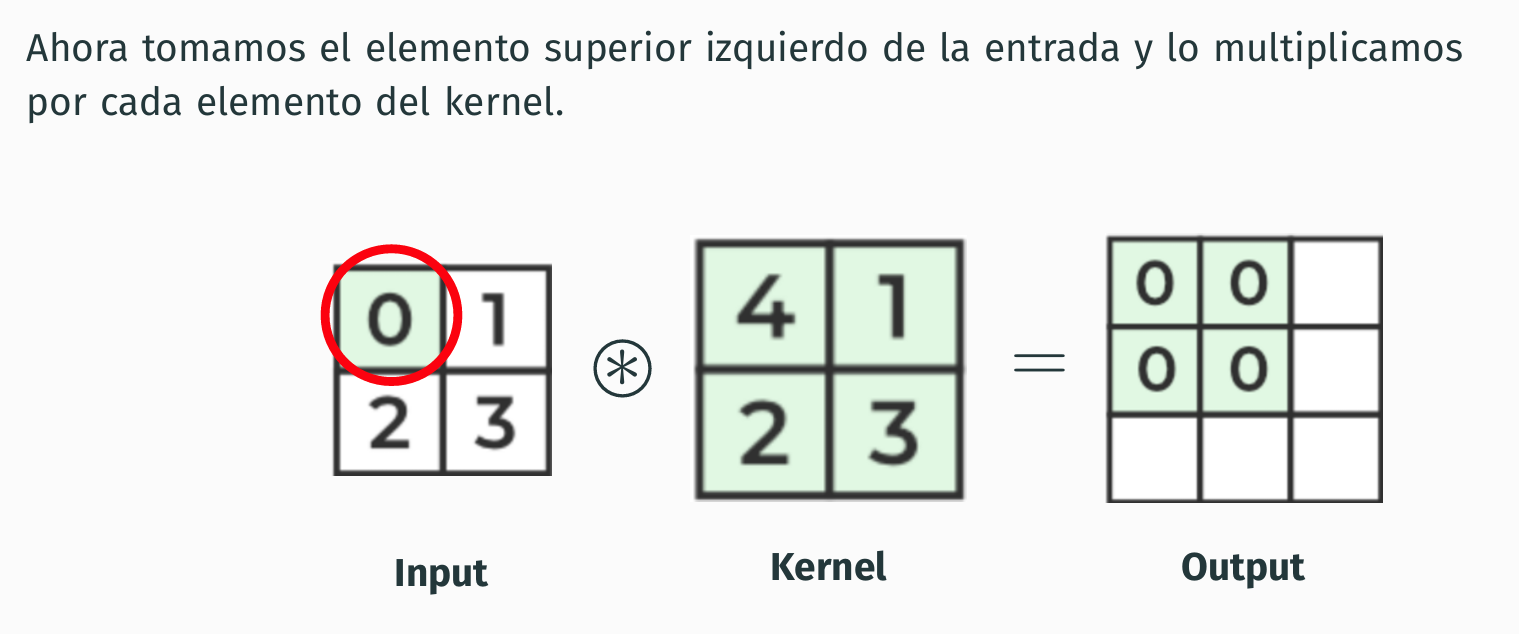 Ahora tomamos el elemento superior izquierdo de la entrada y lo multiplicamos
por cada elemento del kernel.
0 1
2 3
⊛
4 1
2 3
=
0 0
0 0
Input
Kernel
Output